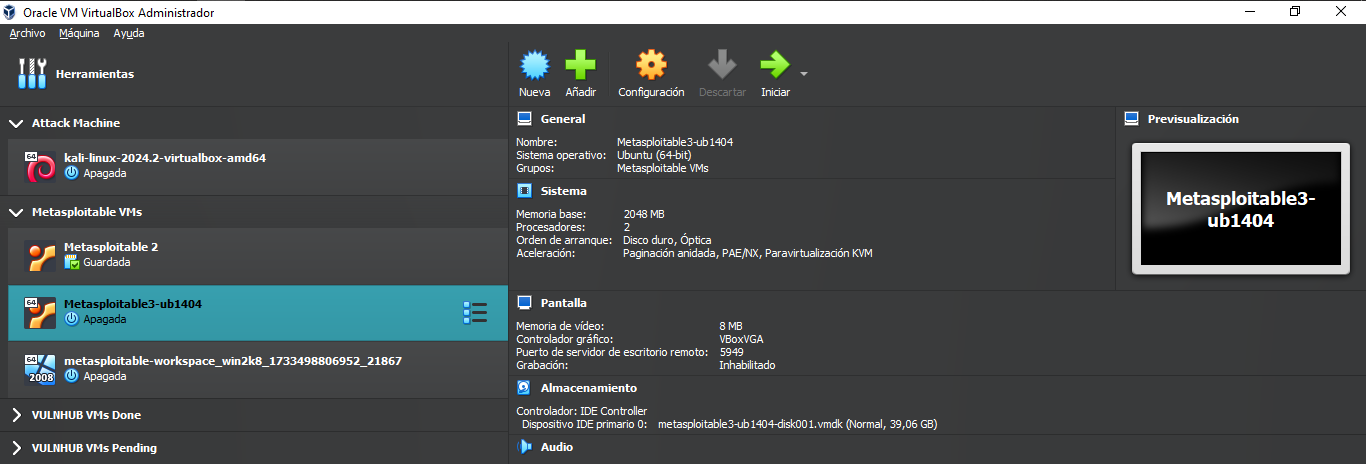 Oracle VM VirtualBox Administrador
Archivo Máquina Ayuda
Herramientas
Attack Machine
64
kali-linux-2024.2-virtualbox-amd64
Apagada
Metasploitable VMs
Metasploitable 2
Guardada
64
Metasploitable3-ub1404
Apagada
64
2008
metasploitable-workspace_win2k8_1733498806952_21867
Apagada
VULNHUB VMs Done
VULNHUB VMs Pending
Nueva Añadir Configuración Descartar Iniciar
General
Nombre: Metasploitable3-ub1404
Sistema operativo: Ubuntu (64-bit)
Grupos: Metasploitable VMs
Sistema
Memoria base: 2048 MB
Procesadores: 2
Orden de arranque: Disco duro, Óptica
Aceleración: Paginación anidada, PAE/NX, Paravirtualización KVM
Pantalla
Memoria de vídeo: 8 MB
Controlador gráfico: VBoxVGA
Puerto de servidor de escritorio remoto: 5949
Grabación: Inhabilitado
Almacenamiento
Controlador: IDE Controller
Dispositivo IDE primario 0: metasploitable3-ub1404-disk001.vmdk (Normal, 39,06 GB)
Audio
Previsualización
Metasploitable3-
ub1404